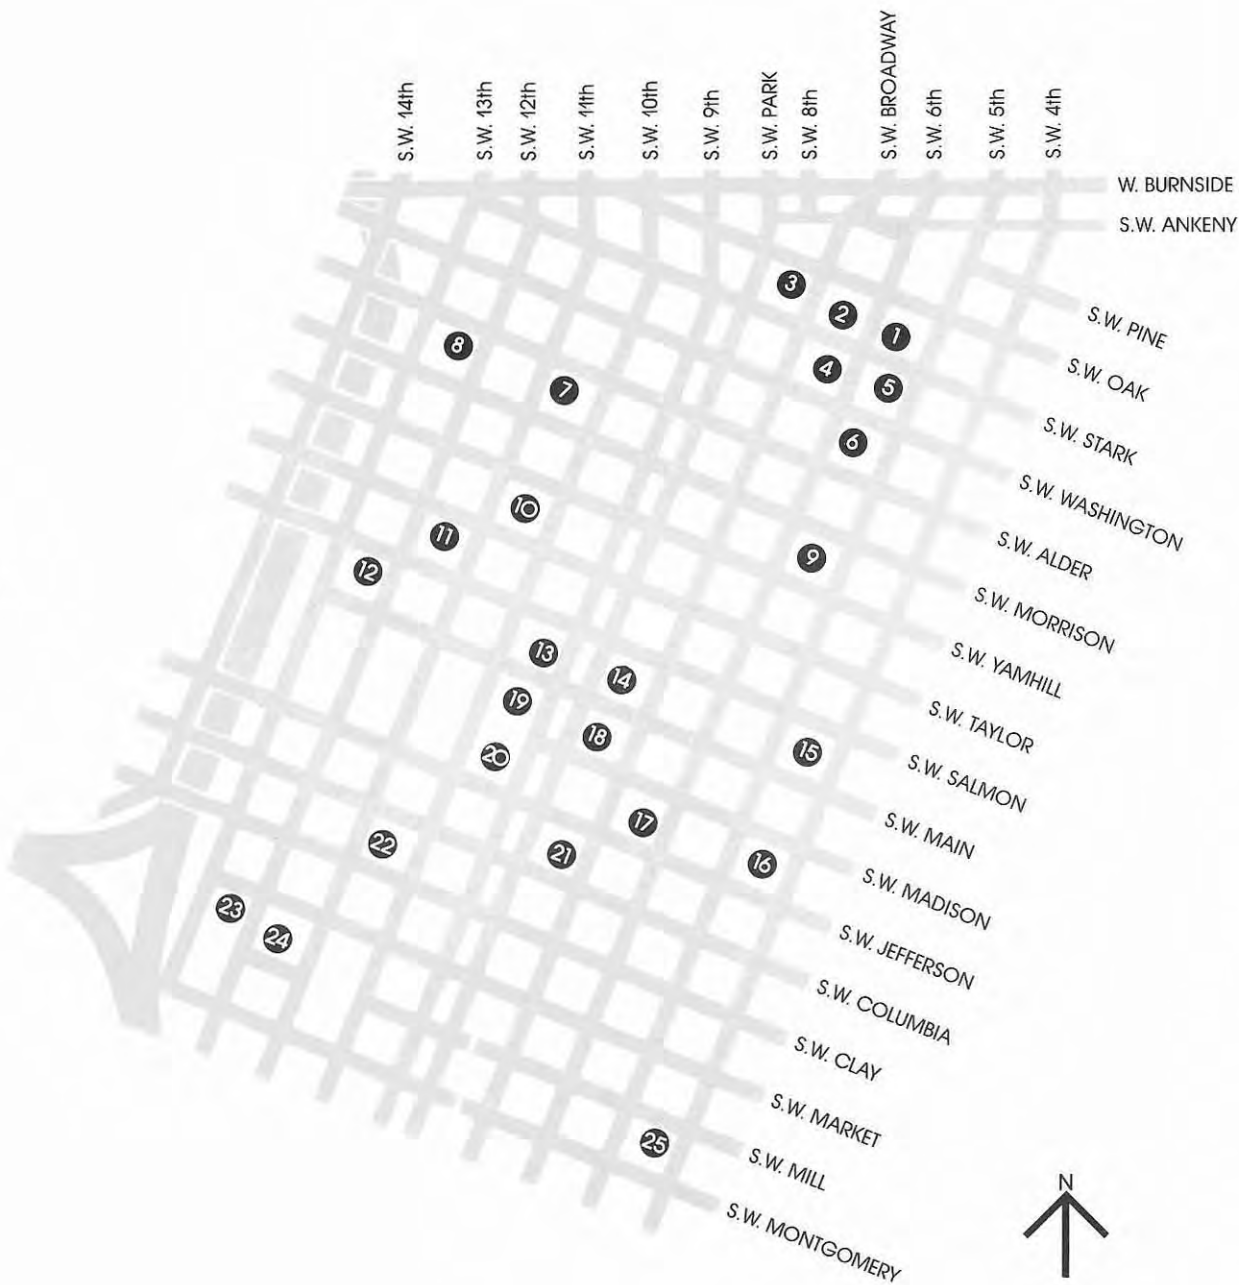 S.W. 14th
S.W. 13th
S.W. 12th
S.W. 11th
S.W. 10th
S.W. 9th
S.W. PARK
S.W. 8th
S.W. BROADWAY
S.W. 6th
S.W. 5th
S.W. 4th
W. BURNSIDE
S.W. ANKENY
S.W. PINE
S.W. OAK
S.W. STARK
S.W. WASHINGTON
S.W. ALDER
S.W. MORRISON
S.W. YAMHILL
S.W. TAYLOR
S.W. SALMON
S.W. MAIN
S.W. MADISON
S.W. JEFFERSON
S.W. COLUMBIA
S.W. CLAY
S.W. MARKET
S.W. MILL
S.W. MONTGOMERY
3
2
1
8
4
5
7
6
10
11
9
12
13
14
19
18
15
20
17
22
21
16
23
24
25
N